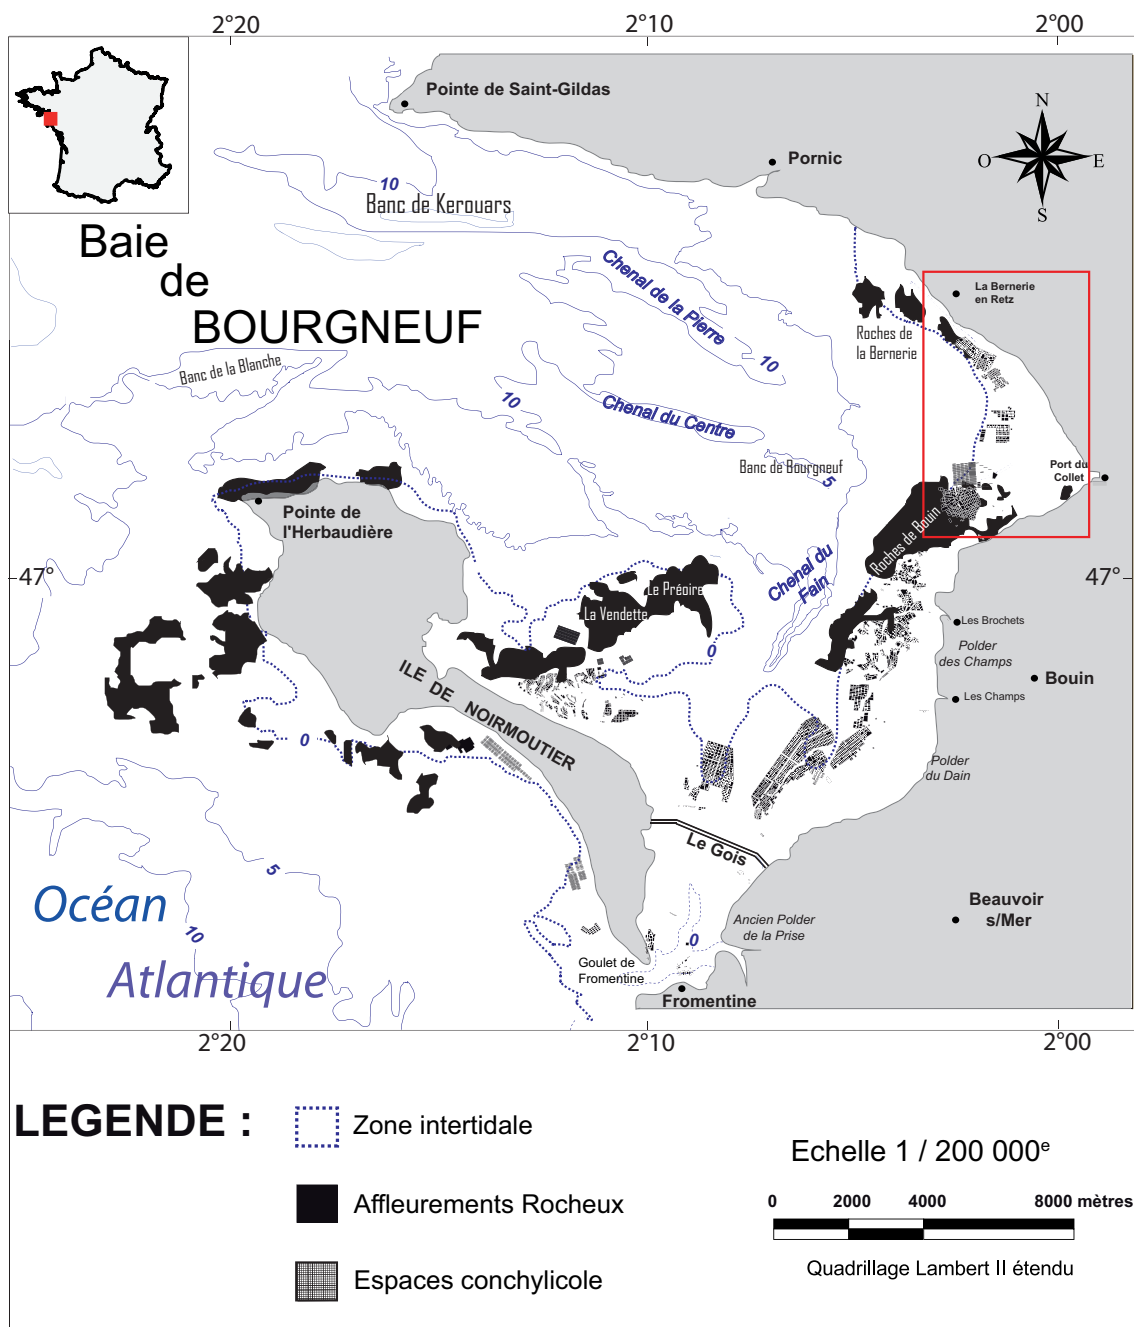 2°20
2°10
2°00
Pointe de Saint-Gildas
Pornic
N
O
E
S
10
Banc de Kerouars
Baie
de
BOURGNEUF
Chenal de la Pierre
10
La Bernerie
en Retz
Roches de
la Bernerie
Banc de la Blanche
10
Chenal du Centre
Banc de Bourgneuf
5
Port du
Collet
Pointe de
l'Herbaudière
Roches de Bouin
47°
47°
Chenal du
Fain
Le Préoire
La Vendette
0
Les Brochets
Polder
des Champs
Bouin
Les Champs
ILE DE NOIRMOUTIER
0
Polder
du Dain
Le Gois
5
10
Océan
Atlantique
Beauvoir
s/Mer
Ancien Polder
de la Prise
.0
Goulet de
Fromentine
Fromentine
2°20
2°10
2°00
LEGENDE :
Zone intertidale
Affleurements Rocheux
Espaces conchylicole
Echelle 1 / 200 000e
0 2000 4000 8000 mètres
Quadrillage Lambert II étendu